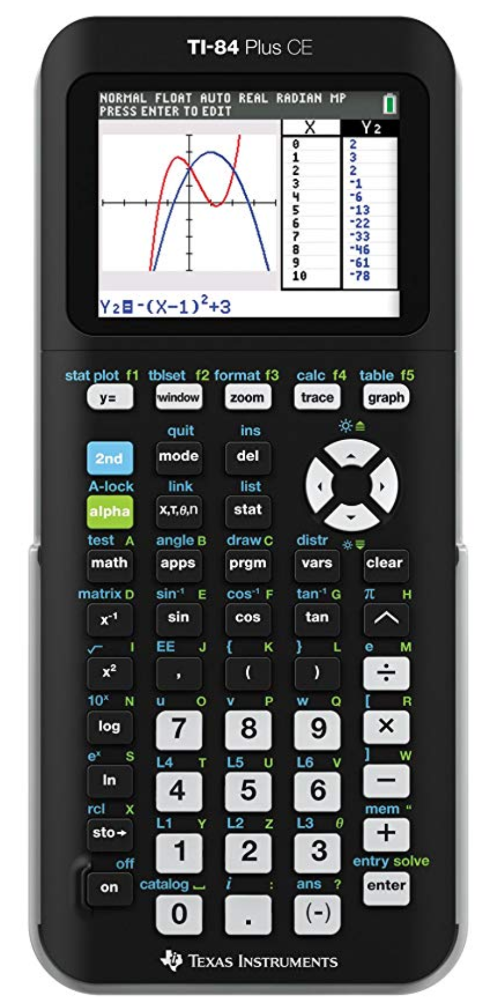 TI-84 Plus CE
NORMAL FLOAT AUTO REAL RADIAN MP
PRESS ENTER TO EDIT
X Y2
0 2
1 3
2 2
3 -1
4 -6
5 -13
6 -22
7 -33
8 -46
9 -61
10 -78
Y2=-(X-1)²+3
stat plot f1 tblset f2 format f3 calc f4 table f5
y= window zoom trace graph
quit ins
2nd mode del
A-lock link list
alpha X,T,θ,n stat
test A angle B draw C distr
math apps prgm vars clear
matrix D sin⁻¹ E cos⁻¹ F tan⁻¹ G π H
x⁻¹ sin cos tan ^
√ I EE J { K } L e M
x² , ( ) ÷
10ˣ N u O v P w Q [ R
log 7 8 9 ×
eˣ S L4 T L5 U L6 V ] W
ln 4 5 6 −
rcl X L1 Y L2 Z L3 θ mem "
sto→ 1 2 3 +
off catalog ⎵ i : ans ? entry solve
on 0 . (-) enter
TEXAS INSTRUMENTS